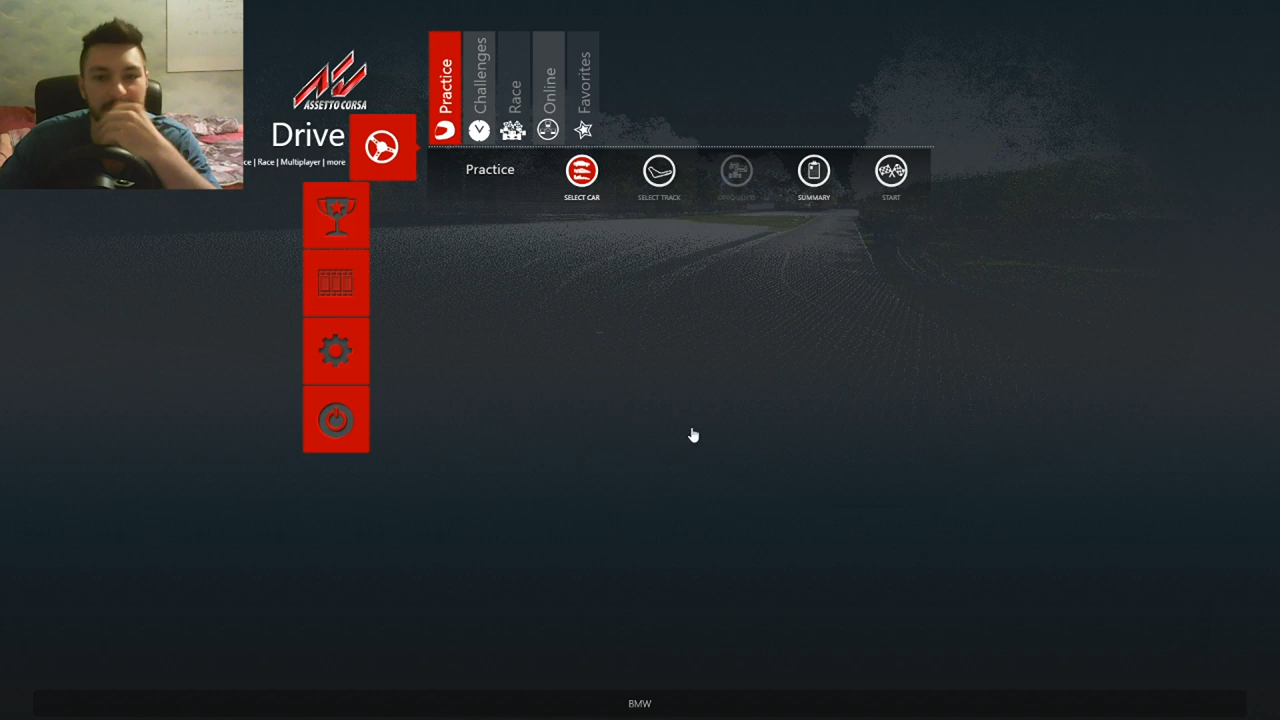 Practice
Challenges
Race
Online
Favorites
ASSETTO CORSA
Drive
ce | Race | Multiplayer | more
Practice
SELECT CAR
SELECT TRACK
OPPONENTS
SUMMARY
START
BMW